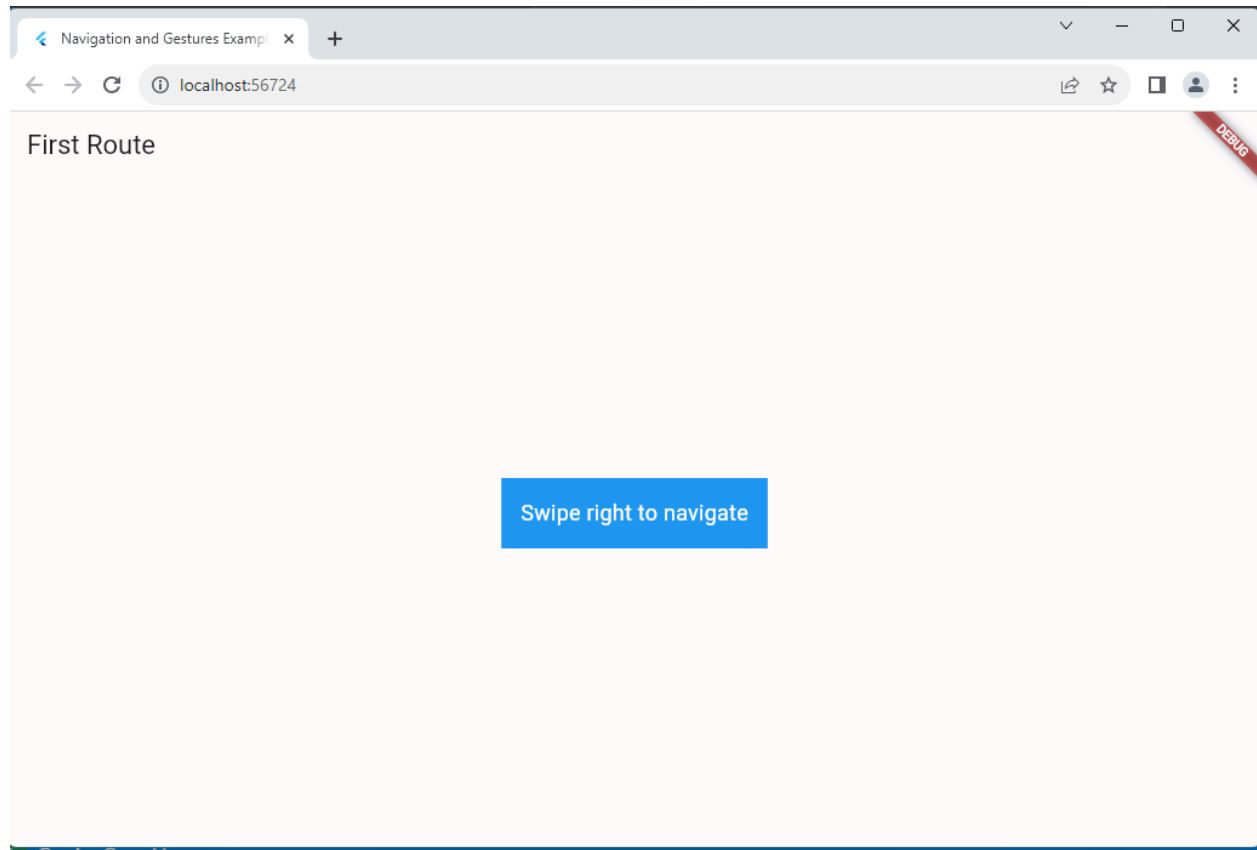 Navigation and Gestures Exampl
localhost:56724
First Route
DEBUG
Swipe right to navigate